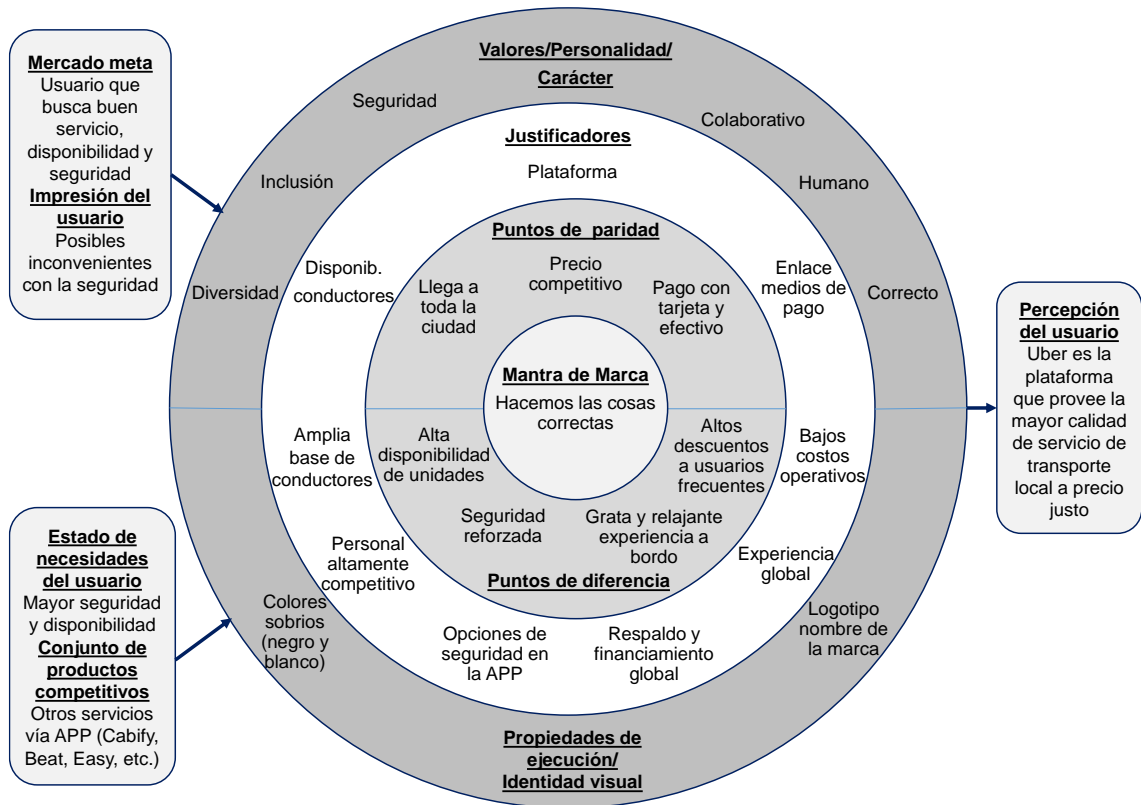 Mercado meta
Usuario que
busca buen
servicio,
disponibilidad y
seguridad
Impresión del
usuario
Posibles
inconvenientes
con la seguridad
Estado de
necesidades
del usuario
Mayor seguridad
y disponibilidad
Conjunto de
productos
competitivos
Otros servicios
vía APP (Cabify,
Beat, Easy, etc.)
Valores/Personalidad/
Carácter
Seguridad
Colaborativo
Inclusión
Humano
Diversidad
Correcto
Justificadores
Plataforma
Disponib.
conductores
Enlace
medios de
pago
Puntos de paridad
Llega a
toda la
ciudad
Precio
competitivo
Pago con
tarjeta y
efectivo
Mantra de Marca
Hacemos las cosas
correctas
Amplia
base de
conductores
Alta
disponibilidad
de unidades
Altos
descuentos
a usuarios
frecuentes
Bajos
costos
operativos
Seguridad
reforzada
Grata y relajante
experiencia a
bordo
Puntos de diferencia
Personal
altamente
competitivo
Experiencia
global
Opciones de
seguridad en
la APP
Respaldo y
financiamiento
global
Colores
sobrios
(negro y
blanco)
Logotipo
nombre de
la marca
Propiedades de
ejecución/
Identidad visual
Percepción
del usuario
Uber es la
plataforma
que provee la
mayor calidad
de servicio de
transporte
local a precio
justo